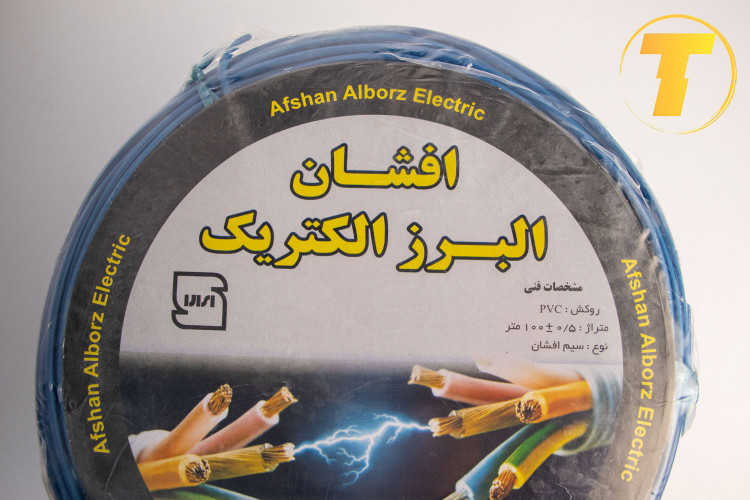 Afshan Alborz Electric
افشان
البرز الکتریک
مشخصات فنی
روکش : PVC
متراژ : ۰/۵ ± ۱۰۰ متر
نوع : سیم افشان
Afshan Alborz Electric
Afshan Alborz Electric
T